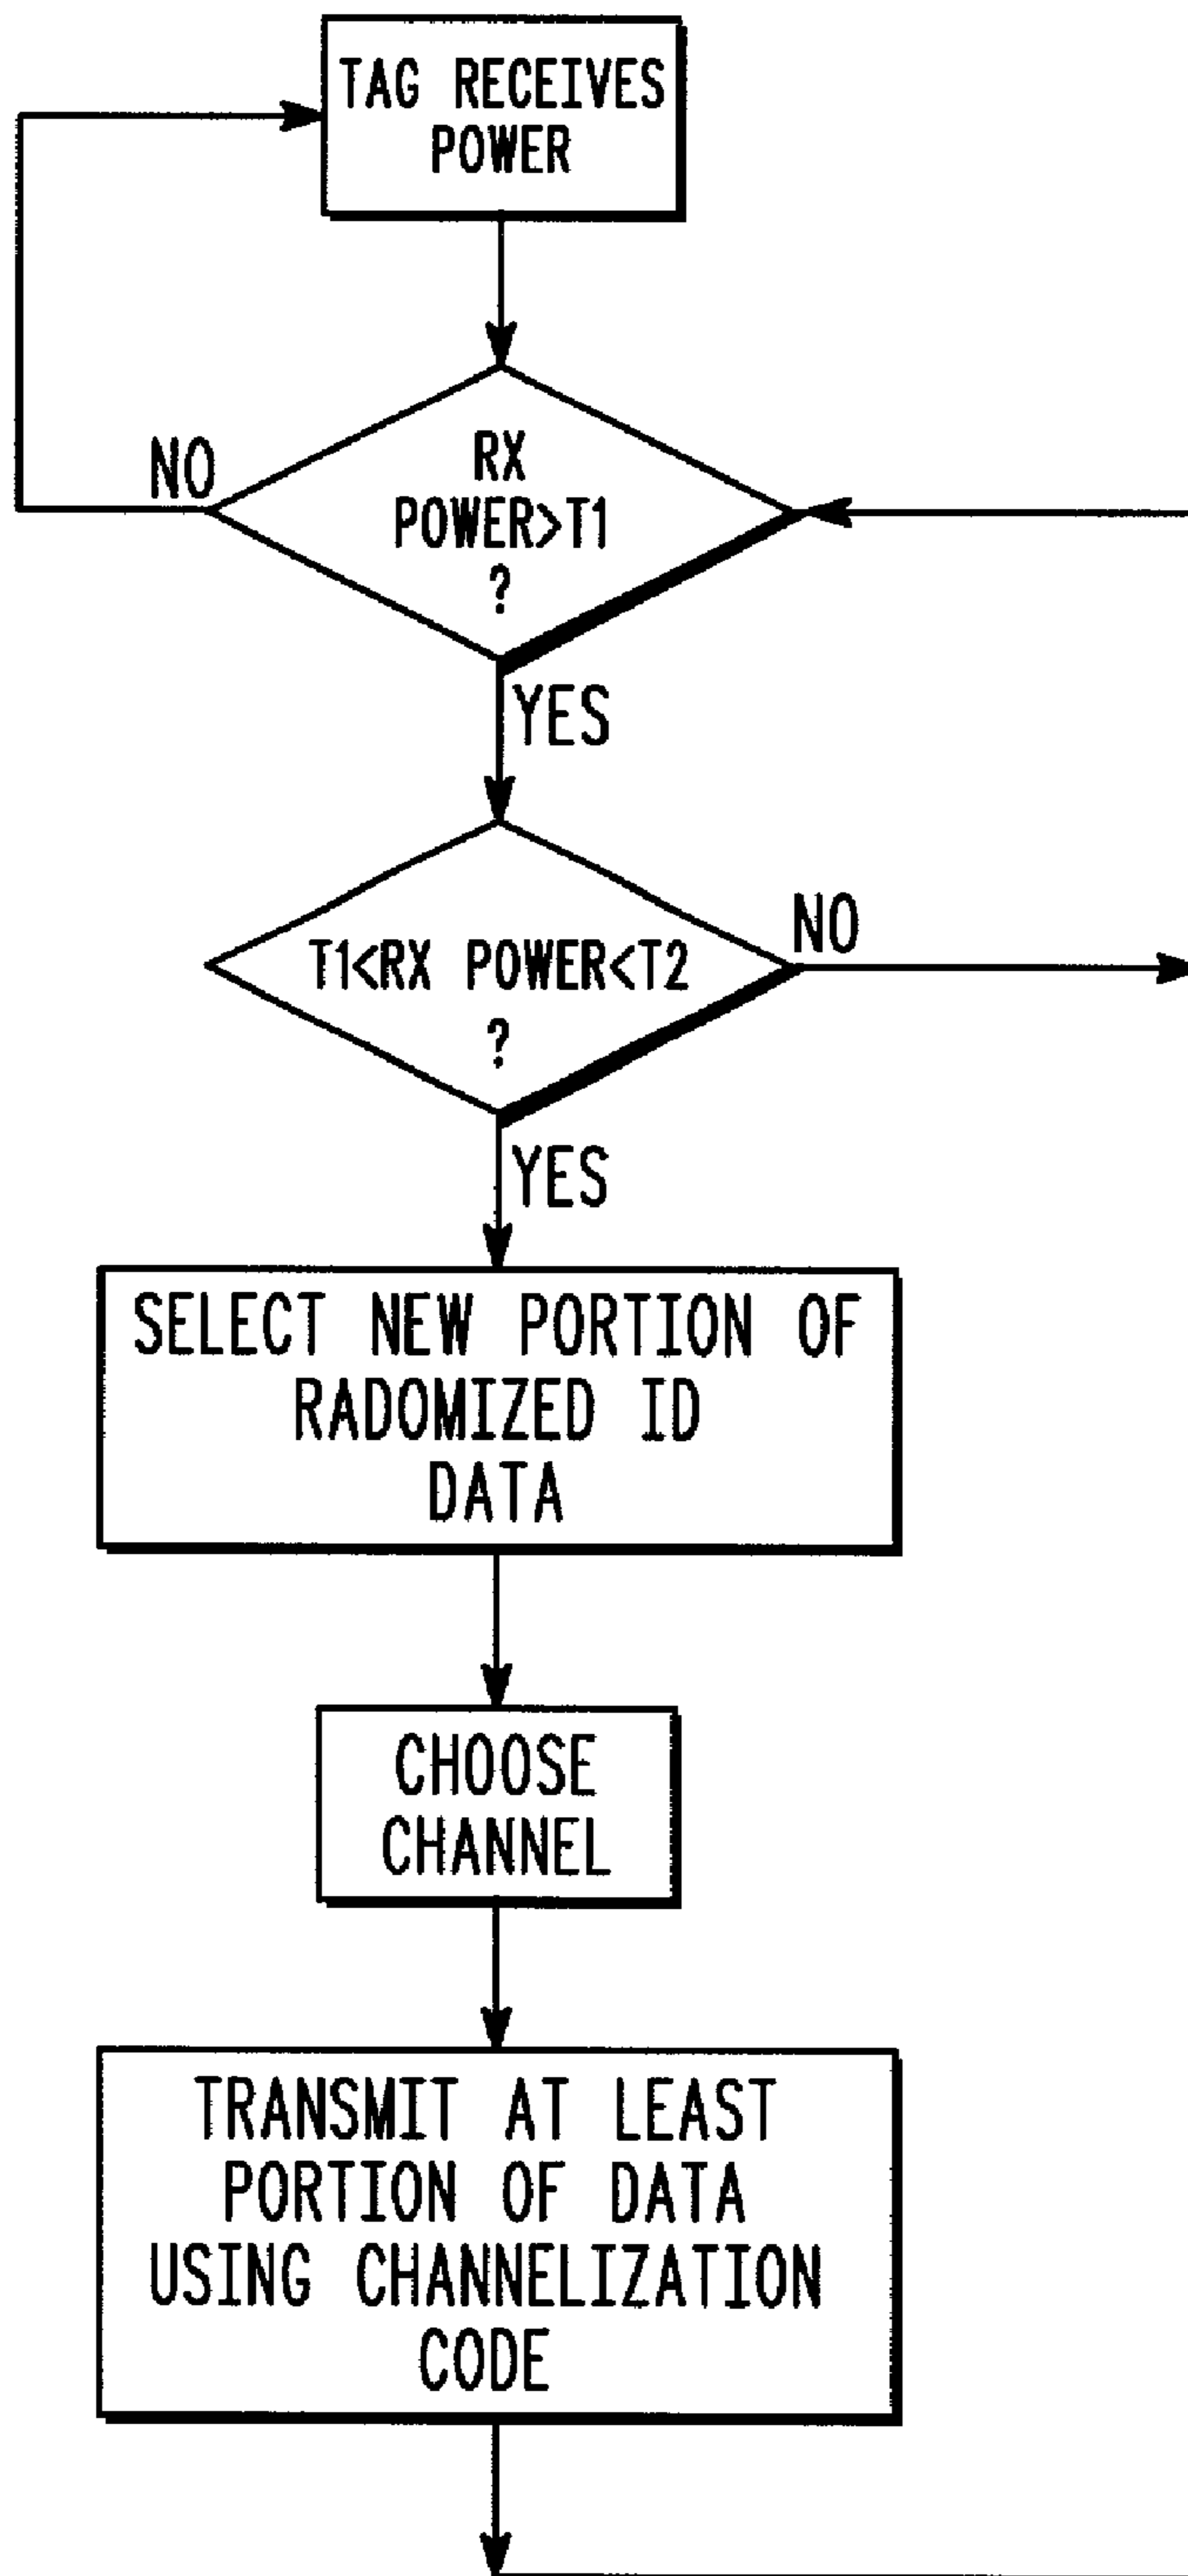 TAG RECEIVES
POWER
RX
POWER>T1
?
NO
YES
T1<RX POWER<T2
?
NO
YES
SELECT NEW PORTION OF
RADOMIZED ID
DATA
CHOOSE
CHANNEL
TRANSMIT AT LEAST
PORTION OF DATA
USING CHANNELIZATION
CODE